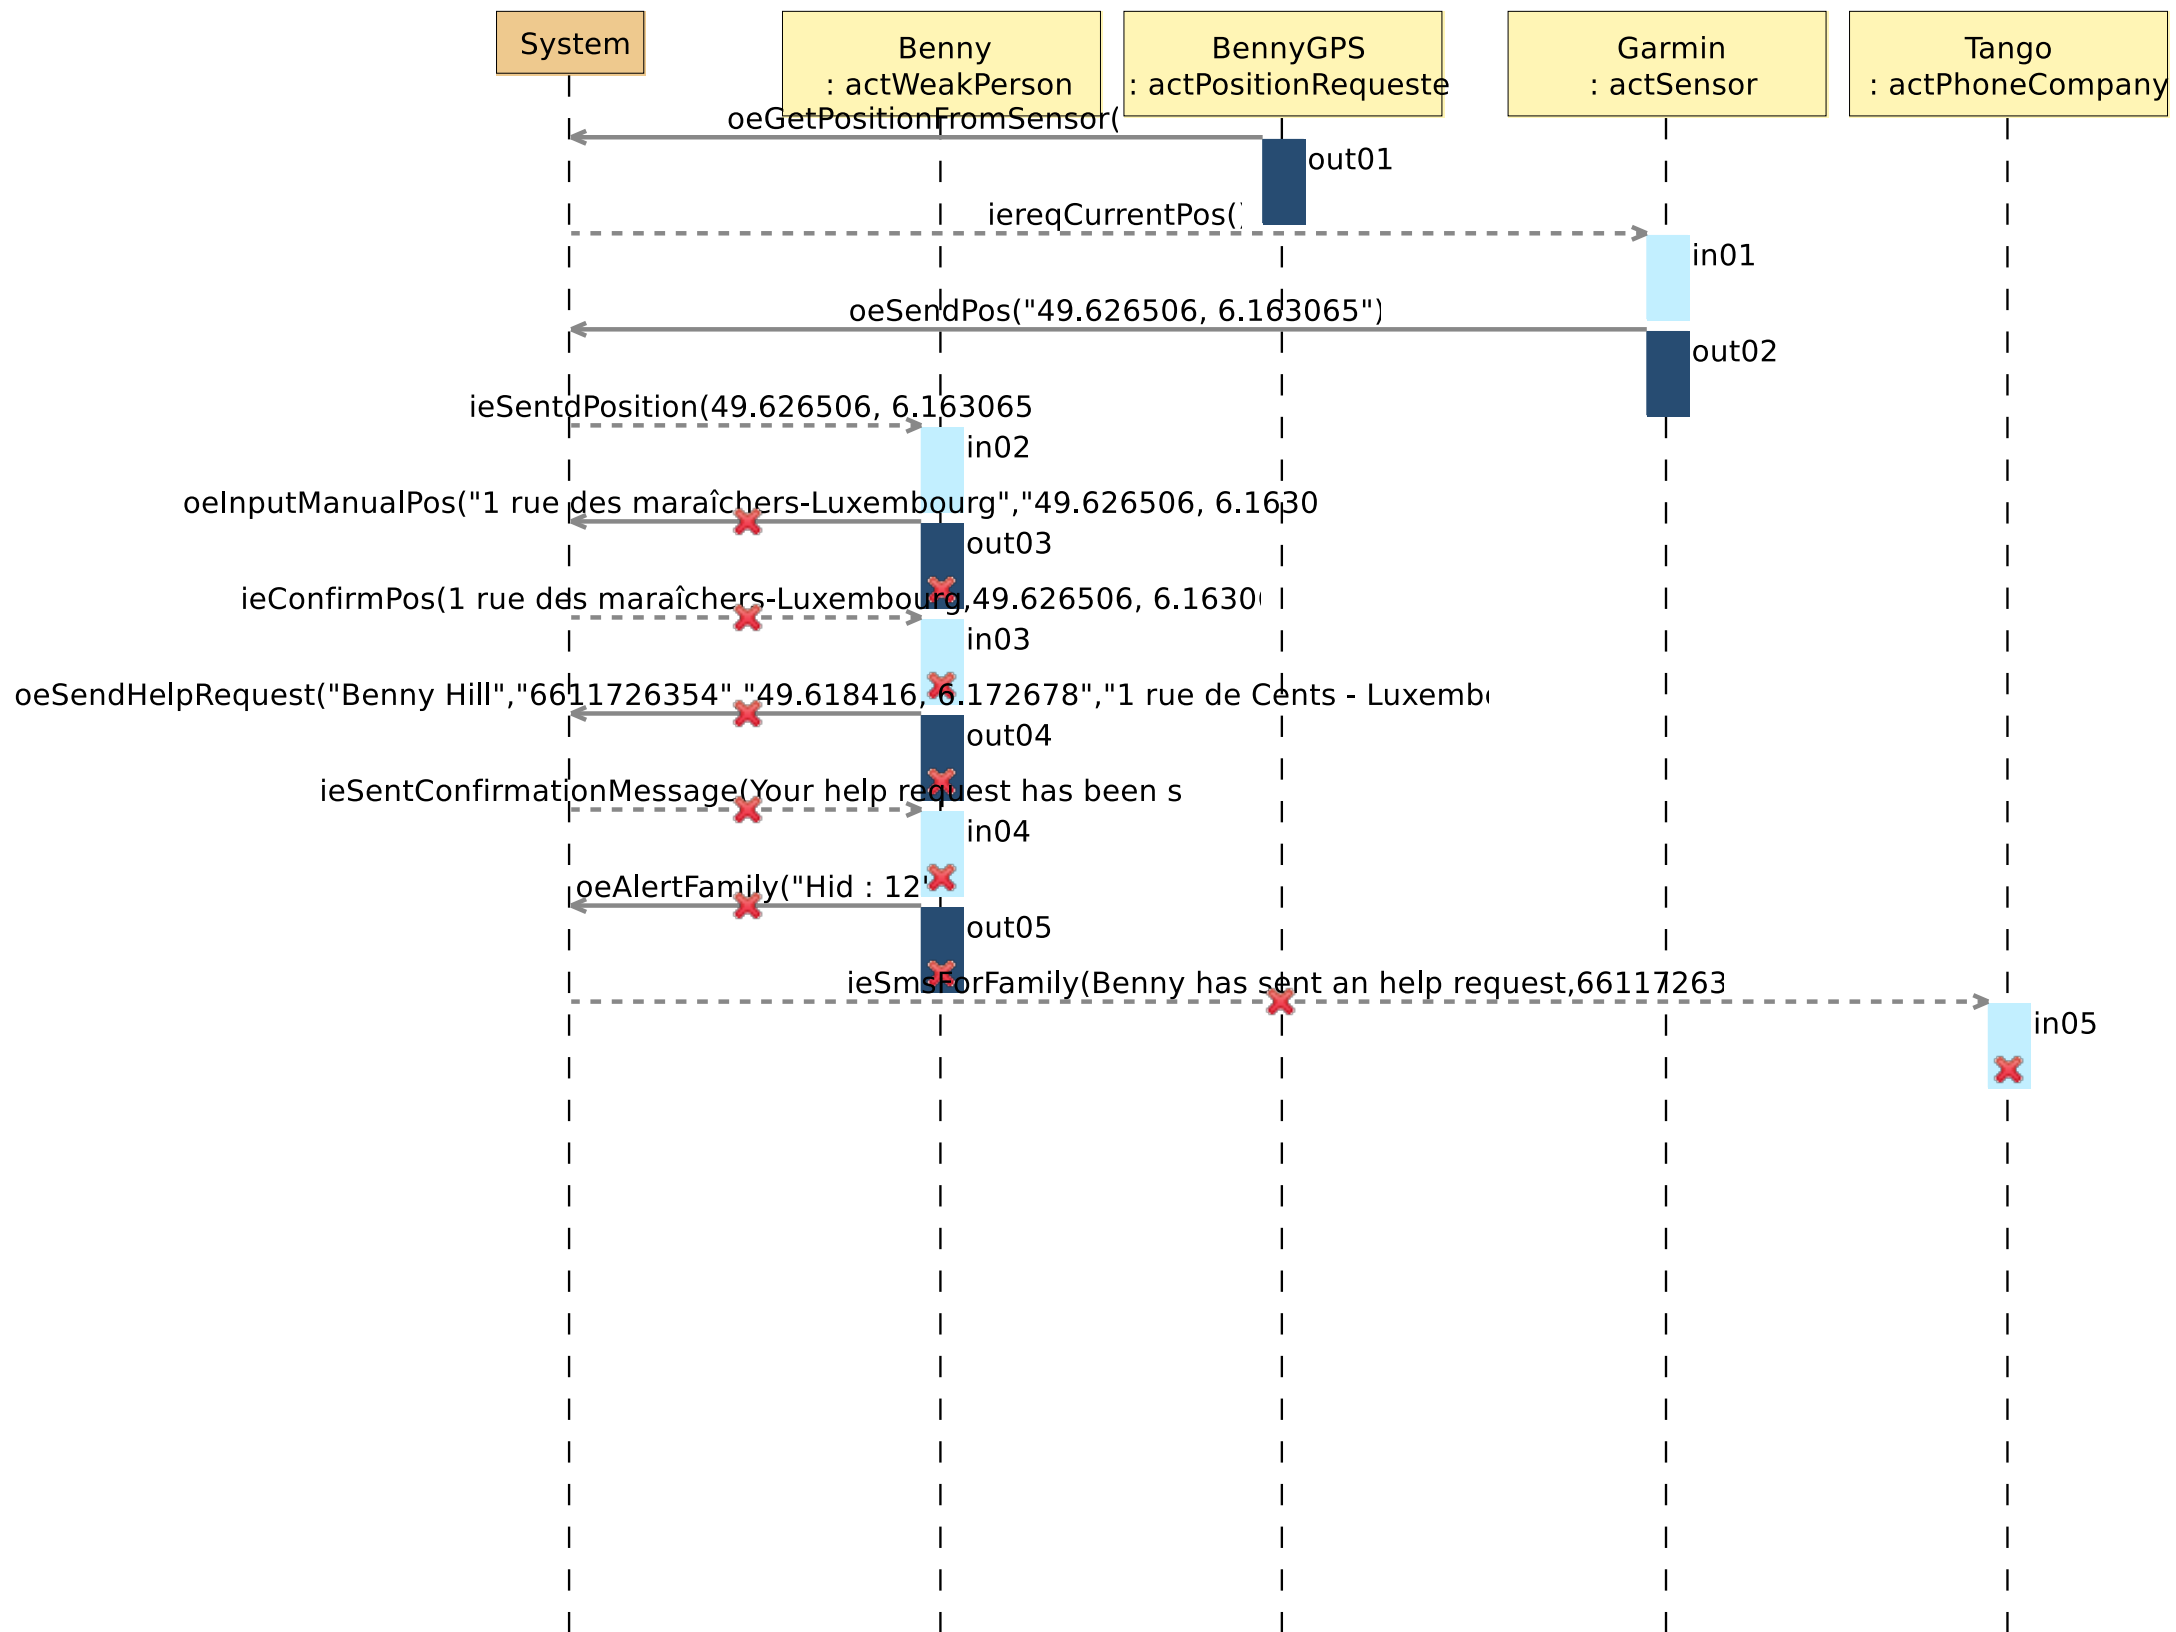 System
Benny
: actWeakPerson
BennyGPS
: actPositionRequeste
Garmin
: actSensor
Tango
: actPhoneCompany
oeGetPositionFromSensor(
out01
iereqCurrentPos()
in01
oeSendPos("49.626506, 6.163065")
out02
ieSentdPosition(49.626506, 6.163065
in02
oeInputManualPos("1 rue des maraîchers-Luxembourg","49.626506, 6.1630
out03
ieConfirmPos(1 rue des maraîchers-Luxembourg,49.626506, 6.1630
in03
oeSendHelpRequest("Benny Hill","6611726354","49.618416, 6.172678","1 rue de Cents - Luxemb
out04
ieSentConfirmationMessage(Your help request has been s
in04
oeAlertFamily("Hid : 12"
out05
ieSmsForFamily(Benny has sent an help request,66117263
in05